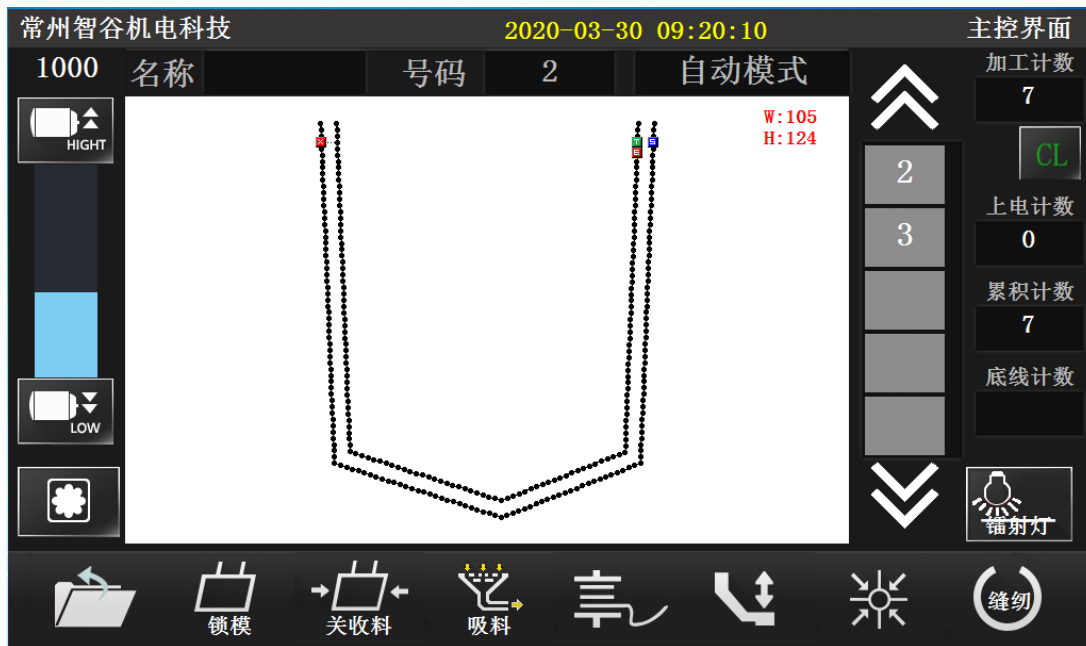 常州智谷机电科技 2020-03-30 09:20:10 主控界面
1000 名称 号码 2 自动模式 加工计数
7
HIGHT
W:105
H:124
CL
X T S
E
2
上电计数
3
0
累积计数
7
底线计数
LOW
镭射灯
锁模 关收料 吸料 缝纫